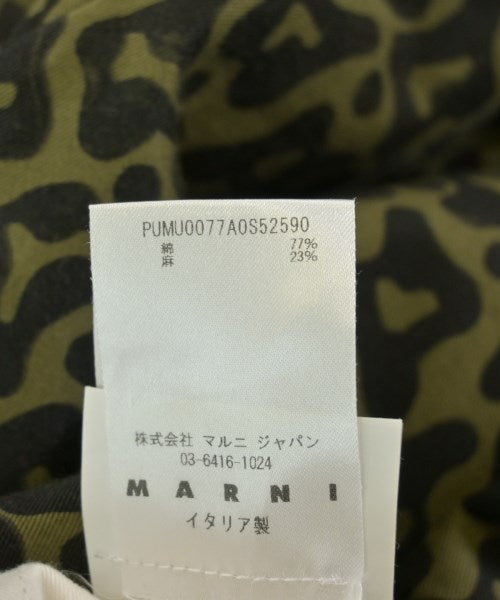 PUMU0077A0S52590
綿 77%
麻 23%
株式会社 マルニ ジャパン
03-6416-1024
MARNI
イタリア製